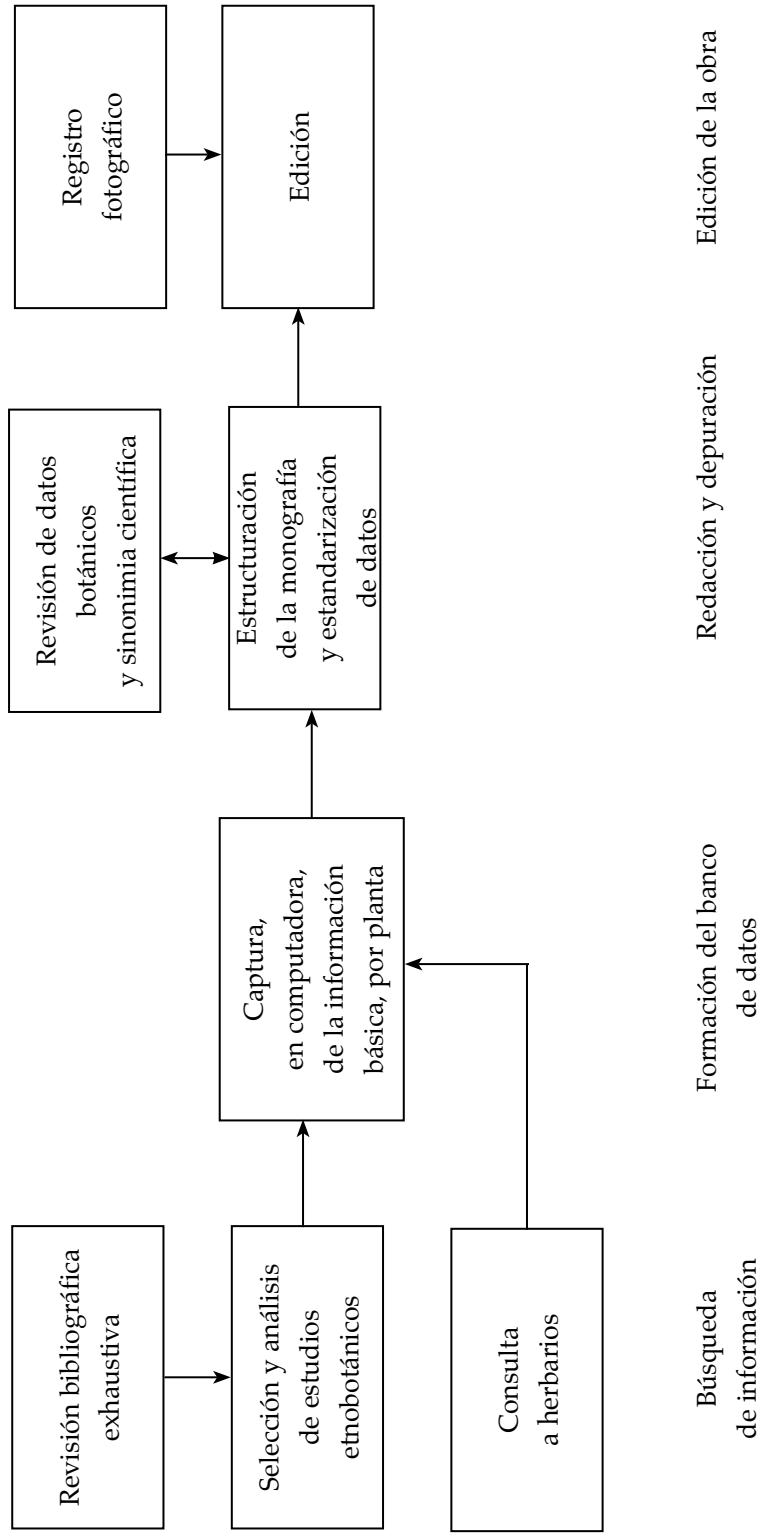 Revisión bibliográfica
exhaustiva
Selección y análisis
de estudios
etnobotánicos
Consulta
a herbarios
Búsqueda
de información
Captura,
en computadora,
de la información
básica, por planta
Formación del banco
de datos
Revisión de datos
botánicos
y sinonimia científica
Estructuración
de la monografía
y estandarización
de datos
Redacción y depuración
Registro
fotográfico
Edición
Edición de la obra